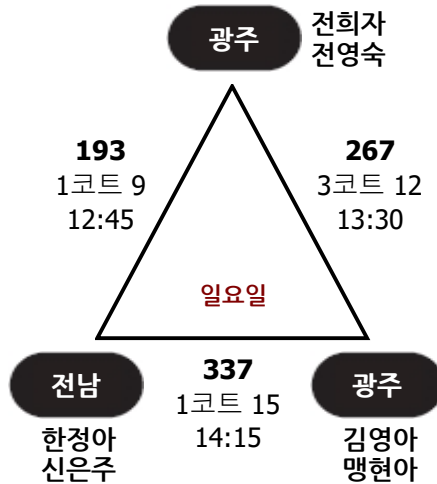 광주
전희자
전영숙
193
1코트 9
12:45
267
3코트 12
13:30
일요일
전남
한정아
신은주
337
1코트 15
14:15
광주
김영아
맹현아